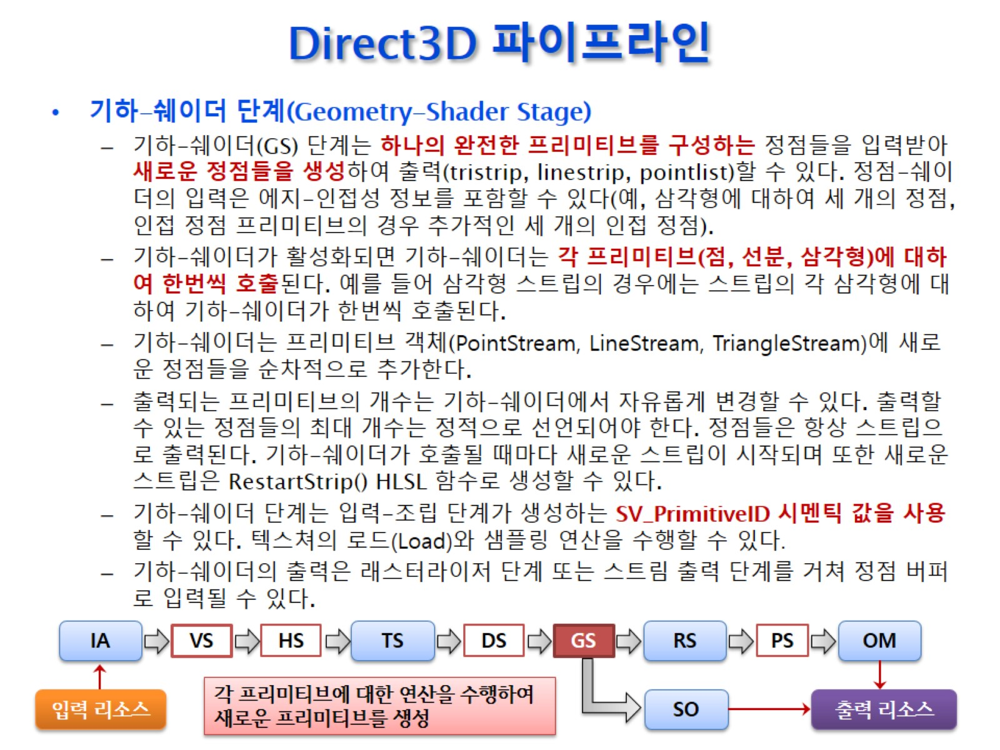 Direct3D 파이프라인
• 기하-쉐이더 단계(Geometry-Shader Stage)
– 기하-쉐이더(GS) 단계는 하나의 완전한 프리미티브를 구성하는 정점들을 입력받아
새로운 정점들을 생성하여 출력(tristrip, linestrip, pointlist)할 수 있다. 정점-쉐이
더의 입력은 에지-인접성 정보를 포함할 수 있다(예, 삼각형에 대하여 세 개의 정점,
인접 정점 프리미티브의 경우 추가적인 세 개의 인접 정점).
– 기하-쉐이더가 활성화되면 기하-쉐이더는 각 프리미티브(점, 선분, 삼각형)에 대하
여 한번씩 호출된다. 예를 들어 삼각형 스트립의 경우에는 스트립의 각 삼각형에 대
하여 기하-쉐이더가 한번씩 호출된다.
– 기하-쉐이더는 프리미티브 객체(PointStream, LineStream, TriangleStream)에 새로
운 정점들을 순차적으로 추가한다.
– 출력되는 프리미티브의 개수는 기하-쉐이더에서 자유롭게 변경할 수 있다. 출력할
수 있는 정점들의 최대 개수는 정적으로 선언되어야 한다. 정점들은 항상 스트립으
로 출력된다. 기하-쉐이더가 호출될 때마다 새로운 스트립이 시작되며 또한 새로운
스트립은 RestartStrip() HLSL 함수로 생성할 수 있다.
– 기하-쉐이더 단계는 입력-조립 단계가 생성하는 SV_PrimitiveID 시멘틱 값을 사용
할 수 있다. 텍스쳐의 로드(Load)와 샘플링 연산을 수행할 수 있다.
– 기하-쉐이더의 출력은 래스터라이저 단계 또는 스트림 출력 단계를 거쳐 정점 버퍼
로 입력될 수 있다.
IA VS HS TS DS GS RS PS OM
각 프리미티브에 대한 연산을 수행하여
입력 리소스 새로운 프리미티브를 생성 SO 출력 리소스